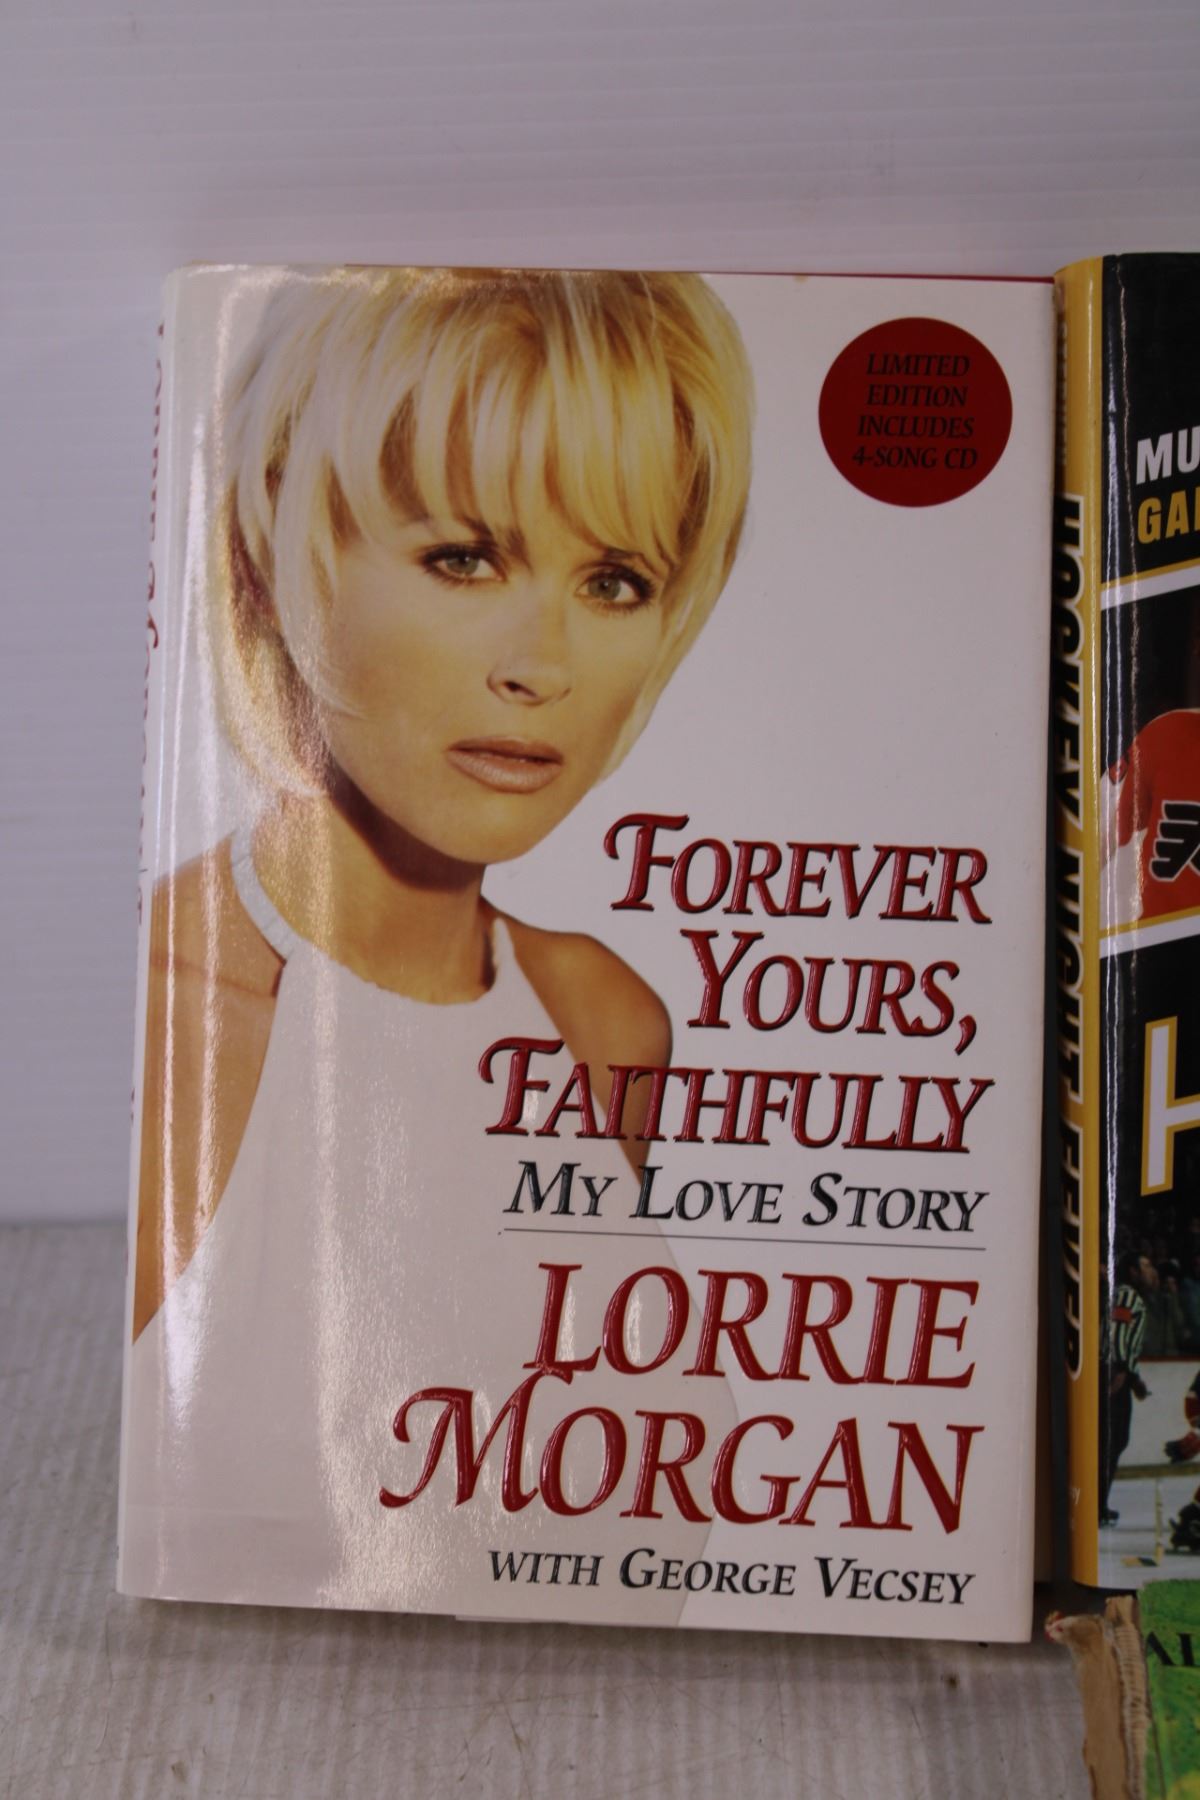 LIMITED
EDITION
INCLUDES
4-SONG CD
FOREVER
YOURS,
FAITHFULLY
MY LOVE STORY
LORRIE
MORGAN
WITH GEORGE VECSEY
HOCKEY NIGHT FEVER